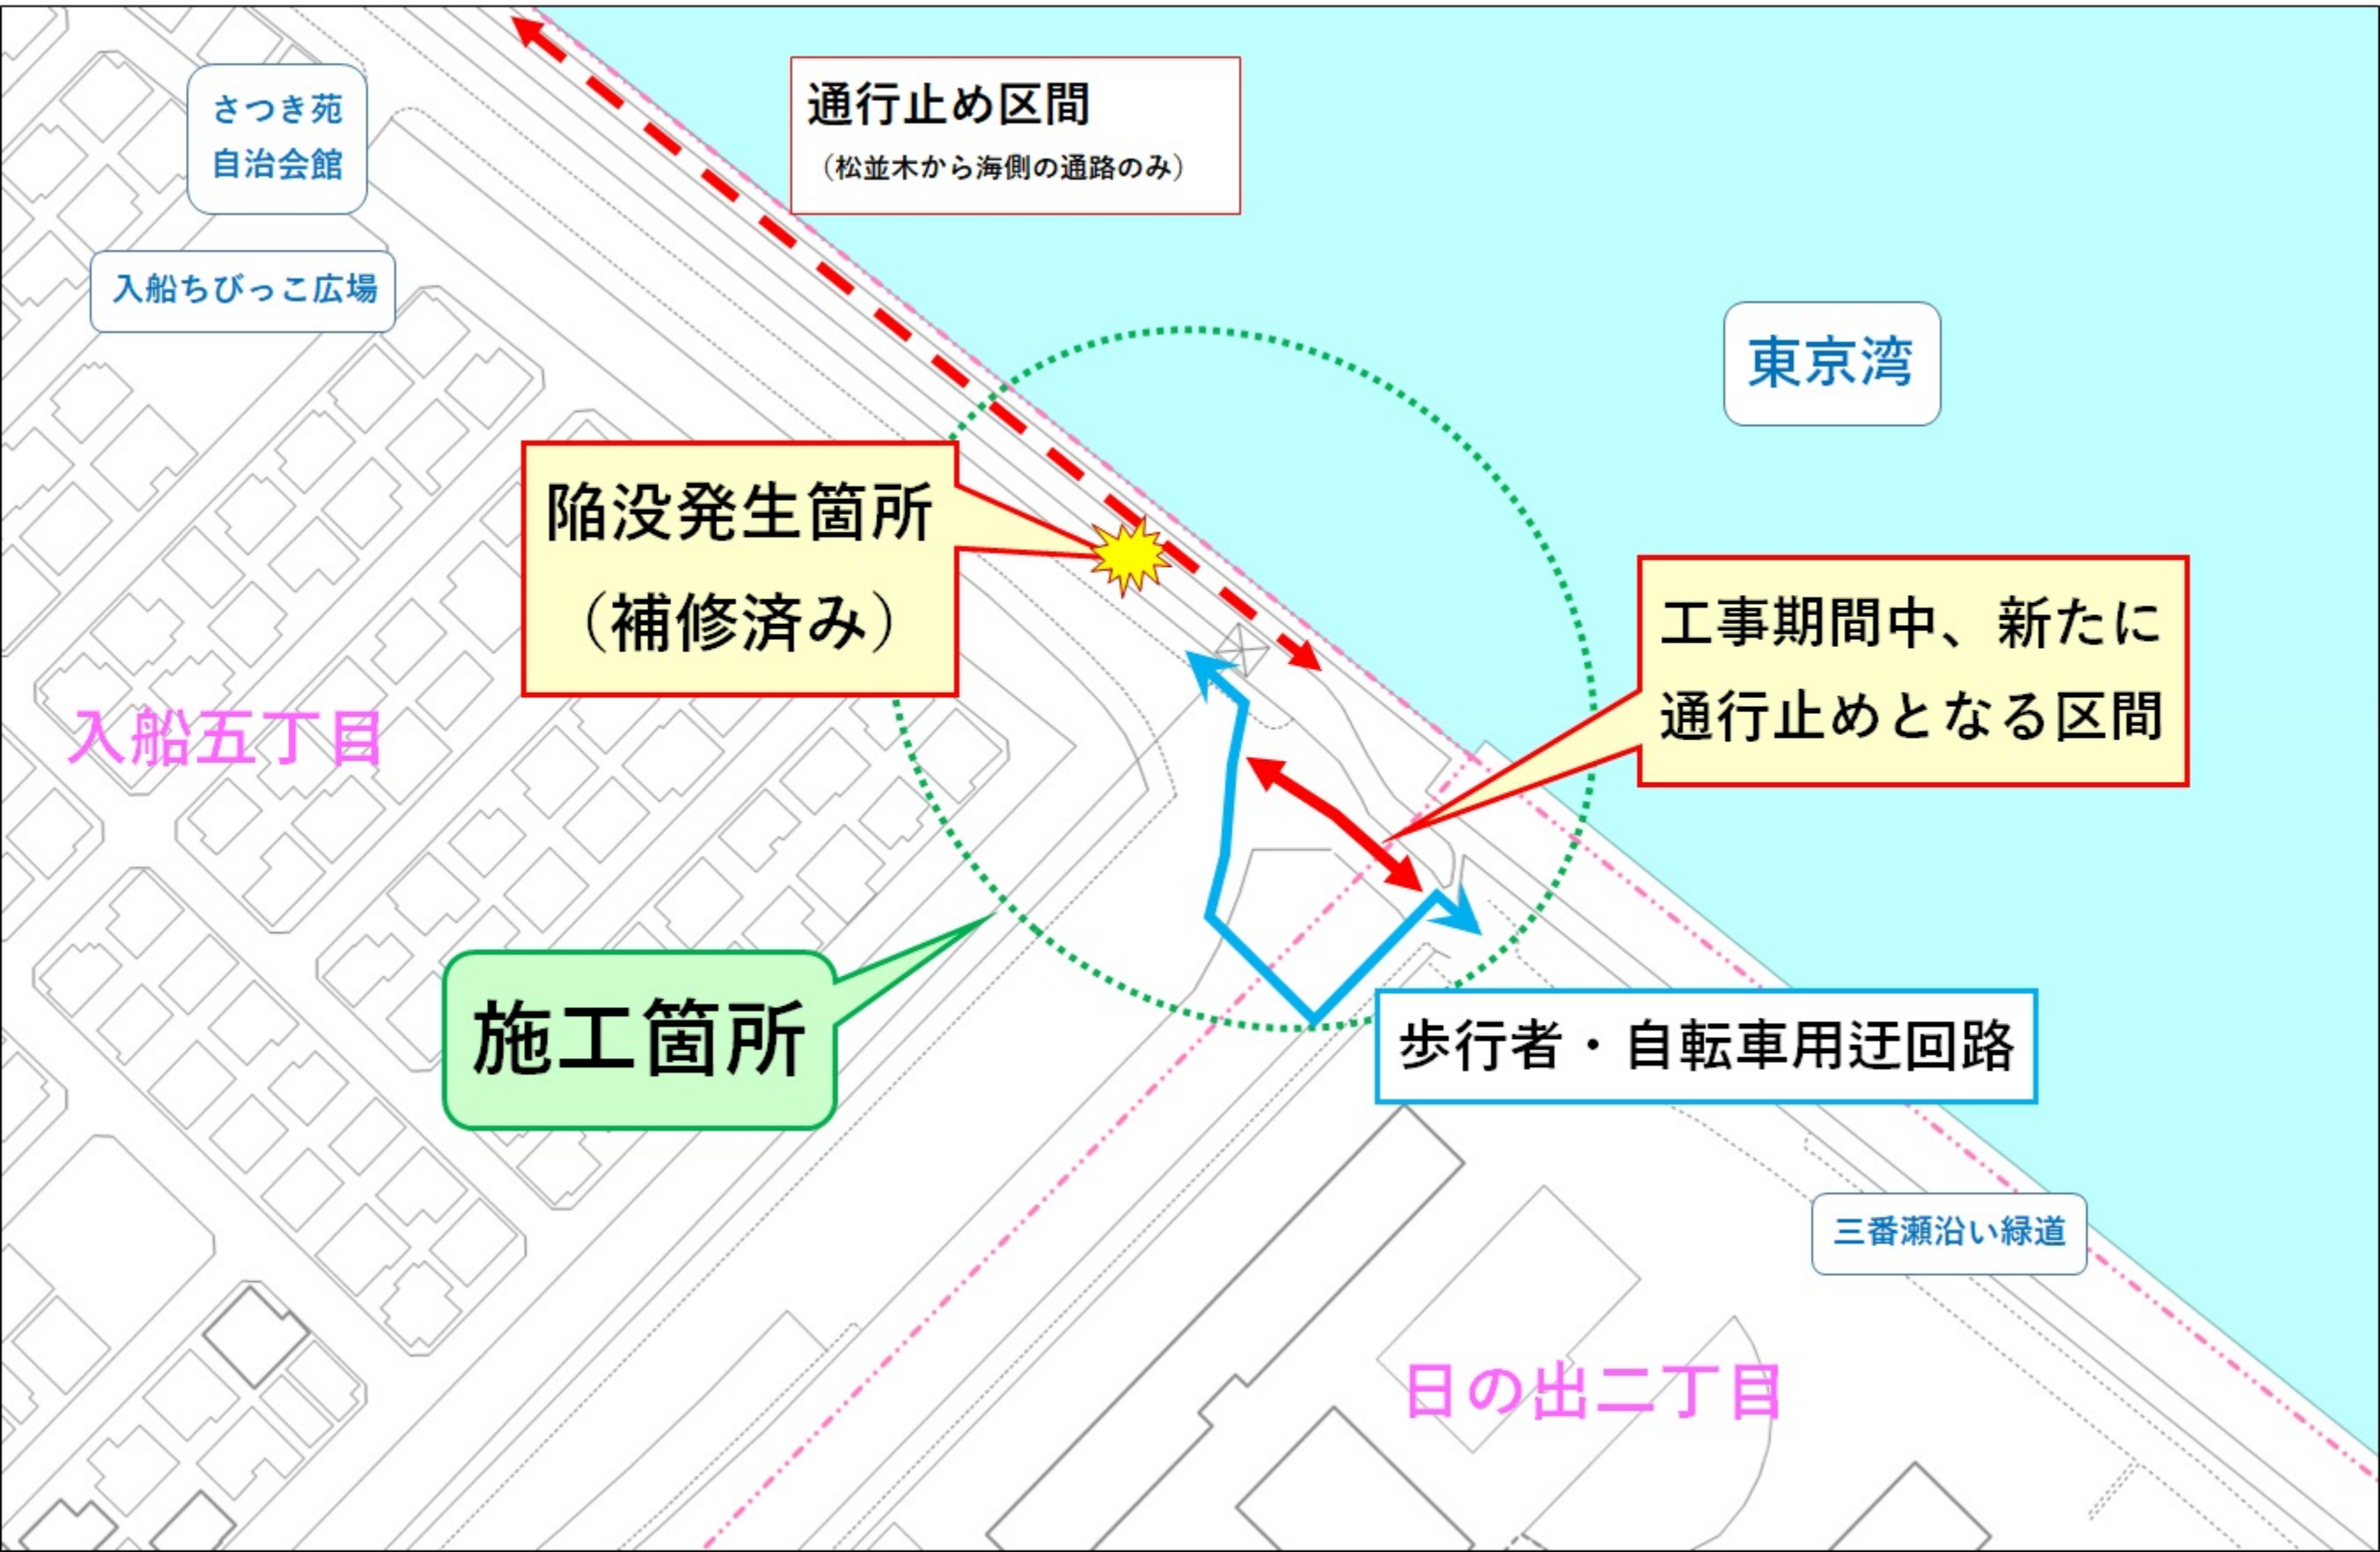 さつき苑
自治会館
入船ちびっこ広場
通行止め区間
（松並木から海側の通路のみ）
東京湾
陥没発生箇所
（補修済み）
工事期間中、新たに
通行止めとなる区間
入船五丁目
施工箇所
歩行者・自転車用迂回路
三番瀬沿い緑道
日の出二丁目